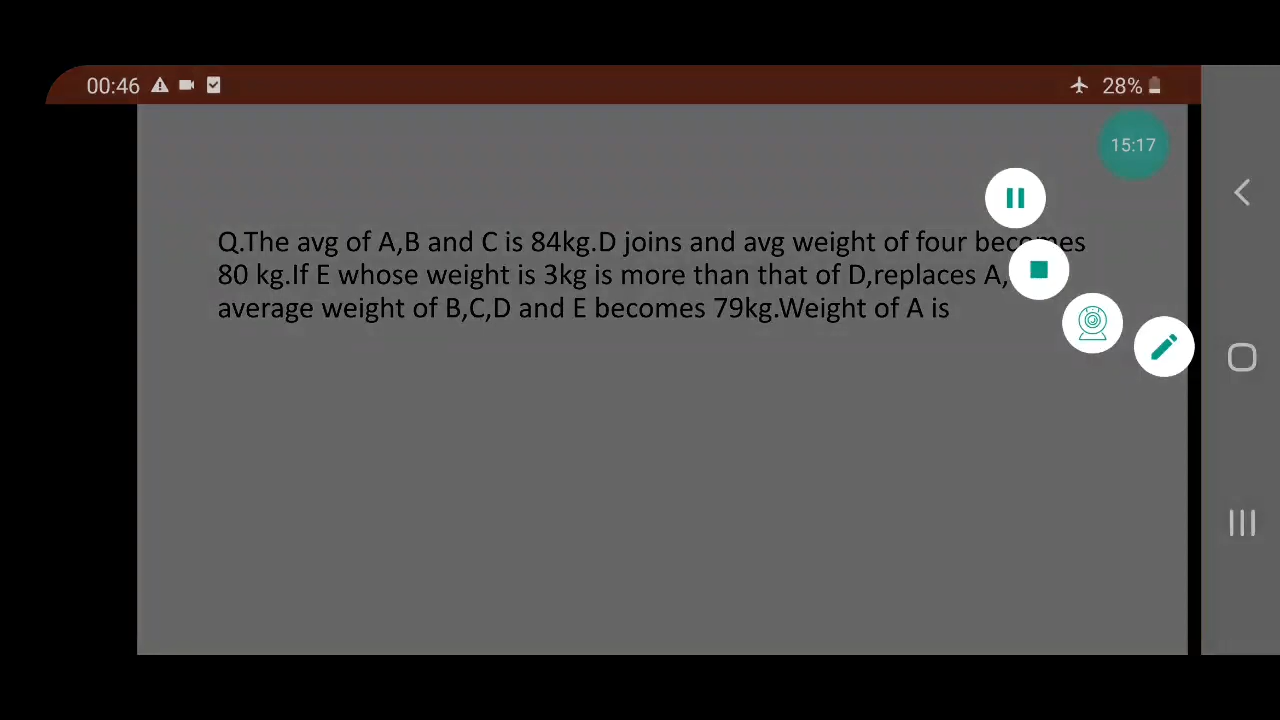 00:46
28%
15:17
Q.The avg of A,B and C is 84kg.D joins and avg weight of four becomes
80 kg.If E whose weight is 3kg is more than that of D,replaces A,
average weight of B,C,D and E becomes 79kg.Weight of A is